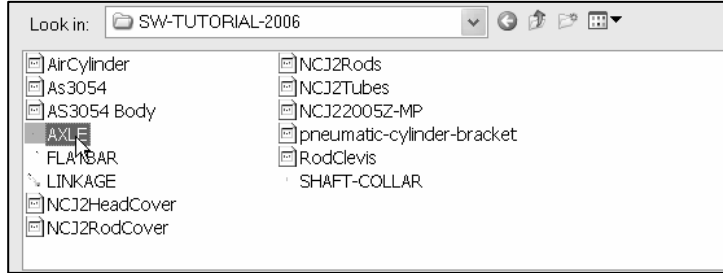 Look in: SW-TUTORIAL-2006
AirCylinder
As3054
AS3054 Body
AXLE
FLATBAR
LINKAGE
NCJ2HeadCover
NCJ2RodCover
NCJ2Rods
NCJ2Tubes
NCJ22005Z-MP
pneumatic-cylinder-bracket
RodClevis
SHAFT-COLLAR